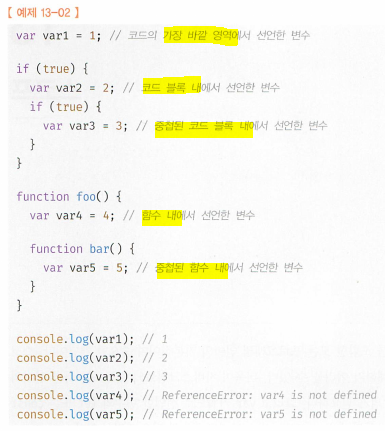 [ 예제 13-02 ]
var var1 = 1; // 코드의 가장 바깥 영역에서 선언한 변수
if (true) {
var var2 = 2; // 코드 블록 내에서 선언한 변수
if (true) {
var var3 = 3; // 중첩된 코드 블록 내에서 선언한 변수
}
}
function foo() {
var var4 = 4; // 함수 내에서 선언한 변수
function bar() {
var var5 = 5; // 중첩된 함수 내에서 선언한 변수
}
}
console.log(var1); // 1
console.log(var2); // 2
console.log(var3); // 3
console.log(var4); // ReferenceError: var4 is not defined
console.log(var5); // ReferenceError: var5 is not defined